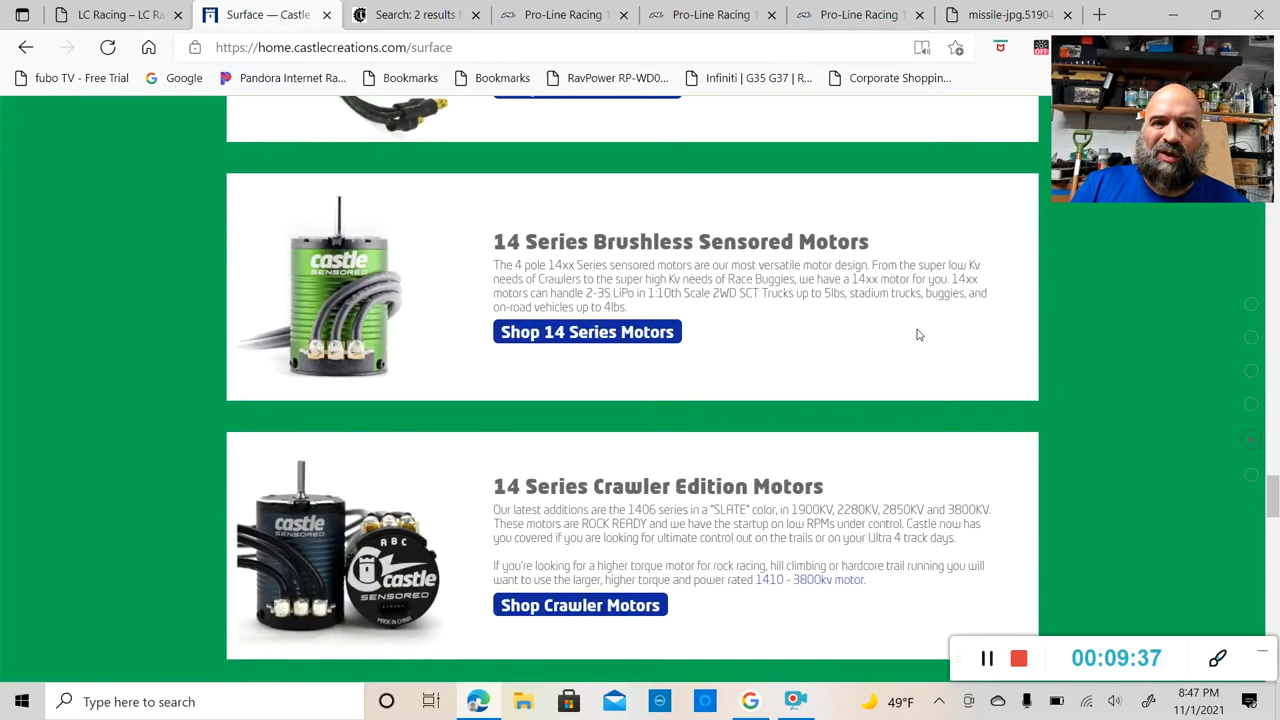 LC Racing – LC Ra
Pandora
Surface
Search: 2 results
missile-jpg.5190
https://home.castlecreations.com/surface
OFF
fubo TV - Free Trial
Google
Pandora Internet Ra...
Bookmarks
Bookmarks
RavPower RP-WD0...
Infiniti | G35 G37 |
Corporate Shoppin...
castle
SENSORED
14 Series Brushless Sensored Motors
The 4 pole 14xx Series sensored motors are our most versatile motor design. From the super low Kv
needs of Crawlers to the super high Kv needs of Race Buggies, we have a 14xx motor for you. 14xx
motors can handle 2-3S LiPo in 1:10th Scale 2WD SCT Trucks up to 5lbs, stadium trucks, buggies, and
on-road vehicles up to 4lbs.
Shop 14 Series Motors
castle
SENSORED
A B C
castle
SENSORED
MADE IN CHINA
14 Series Crawler Edition Motors
Our latest additions are the 1406 series in a "SLATE" color, in 1900KV, 2280KV, 2850KV and 3800KV.
These motors are ROCK READY and we have the startup on low RPMs under control. Castle now has
you covered if you are looking for ultimate control out on the trails or on your Ultra 4 track days.
If you're looking for a higher torque motor for rock racing, hill climbing or hardcore trail running you will
want to use the larger, higher torque and power rated 1410 - 3800kv motor.
Shop Crawler Motors
00:09:37
Type here to search
DELL
49°F
8:47 PM
11/1/2021